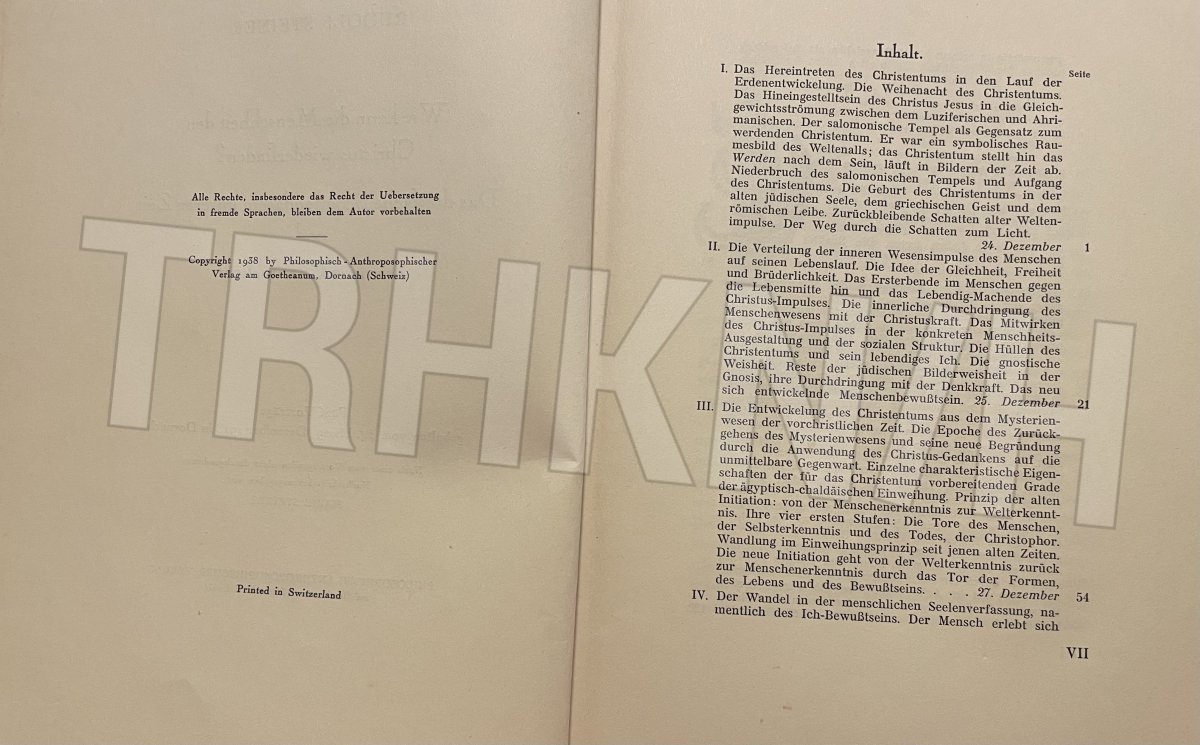 Alle Rechte, insbesondere das Recht der Uebersetzung
in fremde Sprachen, bleiben dem Autor vorbehalten
Copyright 1938 by Philosophisch-Anthroposophischer
Verlag am Goetheanum, Dornach (Schweiz)
Printed in Switzerland
Inhalt.
Seite
I. Das Hereintreten des Christentums in den Lauf der
Erdenentwickelung. Die Weihenacht des Christentums.
Das Hineingestelltsein des Christus Jesus in die Gleich-
gewichtsströmung zwischen dem Luziferischen und Ahri-
manischen. Der salomonische Tempel als Gegensatz zum
werdenden Christentum. Er war ein symbolisches Rau-
mesbild des Weltenalls; das Christentum stellt hin das
Werden nach dem Sein, läuft in Bildern der Zeit ab.
Niederbruch des salomonischen Tempels und Aufgang
des Christentums. Die Geburt des Christentums in der
alten jüdischen Seele, dem griechischen Geist und dem
römischen Leibe. Zurückbleibende Schatten alter Welten-
impulse. Der Weg durch die Schatten zum Licht.
24. Dezember 1
II. Die Verteilung der inneren Wesensimpulse des Menschen
auf seinen Lebenslauf. Die Idee der Gleichheit, Freiheit
und Brüderlichkeit. Das Ersterbende im Menschen gegen
die Lebensmitte hin und das Lebendig-Machende des
Christus-Impulses. Die innerliche Durchdringung des
Menschenwesens mit der Christuskraft. Das Mitwirken
des Christus-Impulses in der konkreten Menschheits-
Ausgestaltung und der sozialen Struktur. Die Hüllen des
Christentums und sein lebendiges Ich. Die gnostische
Weisheit. Reste der jüdischen Bilderweisheit in der
Gnosis, ihre Durchdringung mit der Denkkraft. Das neu
sich entwickelnde Menschenbewußtsein. 25. Dezember 21
III. Die Entwickelung des Christentums aus dem Mysterien-
wesen der vorchristlichen Zeit. Die Epoche des Zurück-
gehens des Mysterienwesens und seine neue Begründung
durch die Anwendung des Christus-Gedankens auf die
unmittelbare Gegenwart. Einzelne charakteristische Eigen-
schaften der für das Christentum vorbereitenden Grade
der ägyptisch-chaldäischen Einweihung. Prinzip der alten
Initiation: von der Menschenerkenntnis zur Welterkennt-
nis. Ihre vier ersten Stufen: Die Tore des Menschen,
der Selbsterkenntnis und des Todes, der Christophor.
Wandlung im Einweihungsprinzip seit jenen alten Zeiten.
Die neue Initiation geht von der Welterkenntnis zurück
zur Menschenerkenntnis durch das Tor der Formen,
des Lebens und des Bewußtseins. . . . 27. Dezember 54
IV. Der Wandel in der menschlichen Seelenverfassung, na-
mentlich des Ich-Bewußtseins. Der Mensch erlebt sich
VII